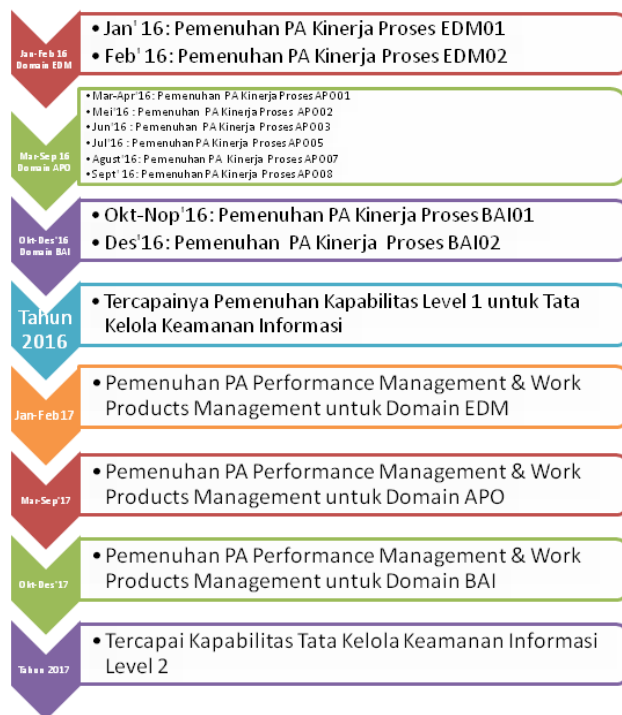 Jan-Feb 16
Domain EDM
• Jan' 16: Pemenuhan PA Kinerja Proses EDM01
• Feb' 16: Pemenuhan PA Kinerja Proses EDM02
Mar-Sep 16
Domain APO
• Mar-Apr'16: Pemenuhan PA Kinerja Proses APO01
• Mei'16 : Pemenuhan PA Kinerja Proses APO02
• Jun'16 : Pemenuhan PA Kinerja Proses APO03
• Jul'16 : Pemenuhan PA Kinerja Proses APO05
• Agust'16: Pemenuhan PA Kinerja Proses APO07
• Sept' 16: Pemenuhan PA Kinerja Proses APO08
Okt-Des'16
Domain BAI
• Okt-Nop'16: Pemenuhan PA Kinerja Proses BAI01
• Des'16: Pemenuhan PA Kinerja Proses BAI02
Tahun
2016
• Tercapainya Pemenuhan Kapabilitas Level 1 untuk Tata
Kelola Keamanan Informasi
Jan-Feb17
• Pemenuhan PA Performance Management & Work
Products Management untuk Domain EDM
Mar-Sep'17
• Pemenuhan PA Performance Management & Work
Products Management untuk Domain APO
Okt-Des'17
• Pemenuhan PA Performance Management & Work
Products Management untuk Domain BAI
Tahun 2017
• Tercapai Kapabilitas Tata Kelola Keamanan Informasi
Level 2